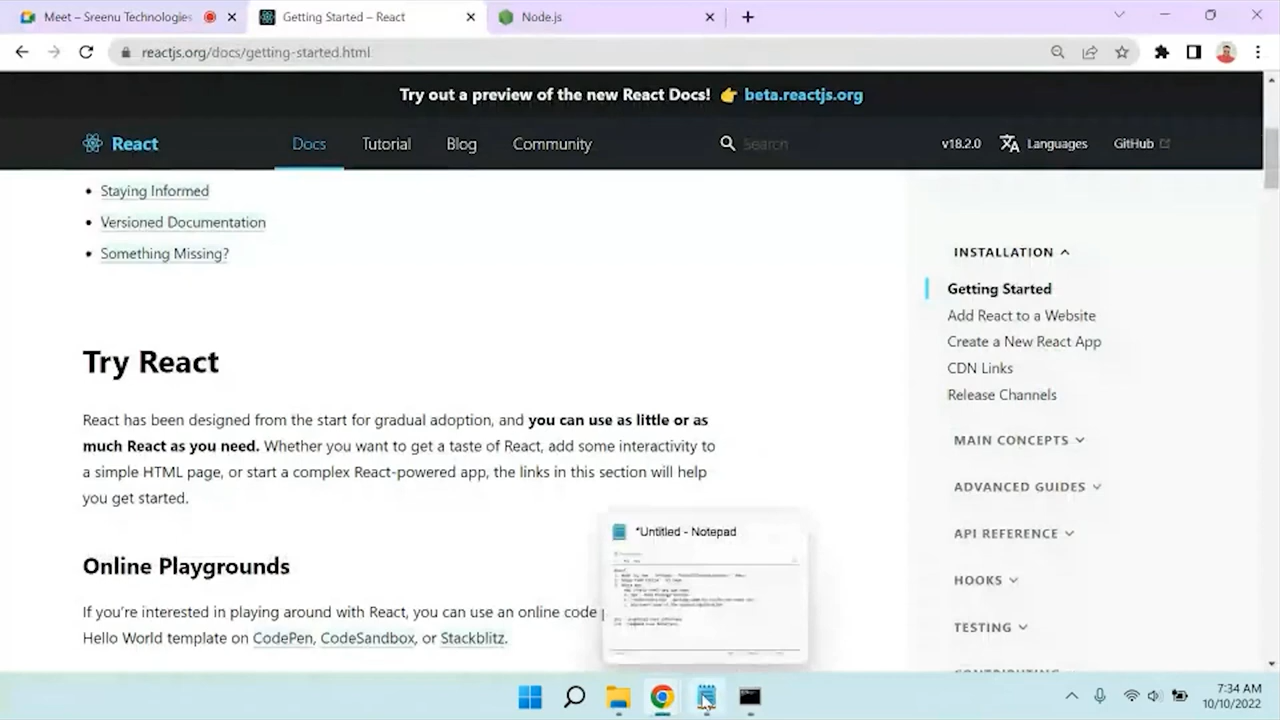 Meet – Sreenu Technologies
Getting Started – React
Node.js
reactjs.org/docs/getting-started.html
Try out a preview of the new React Docs! 👉 beta.reactjs.org
React
Docs
Tutorial
Blog
Community
Search
v18.2.0
Languages
GitHub
Staying Informed
Versioned Documentation
Something Missing?
Try React
React has been designed from the start for gradual adoption, and you can use as little or as
much React as you need. Whether you want to get a taste of React, add some interactivity to
a simple HTML page, or start a complex React-powered app, the links in this section will help
you get started.
Online Playgrounds
If you're interested in playing around with React, you can use an online code
Hello World template on CodePen, CodeSandbox, or Stackblitz.
INSTALLATION
Getting Started
Add React to a Website
Create a New React App
CDN Links
Release Channels
MAIN CONCEPTS
ADVANCED GUIDES
API REFERENCE
HOOKS
TESTING
CONTRIBUTING
*Untitled - Notepad
7:34 AM
10/10/2022